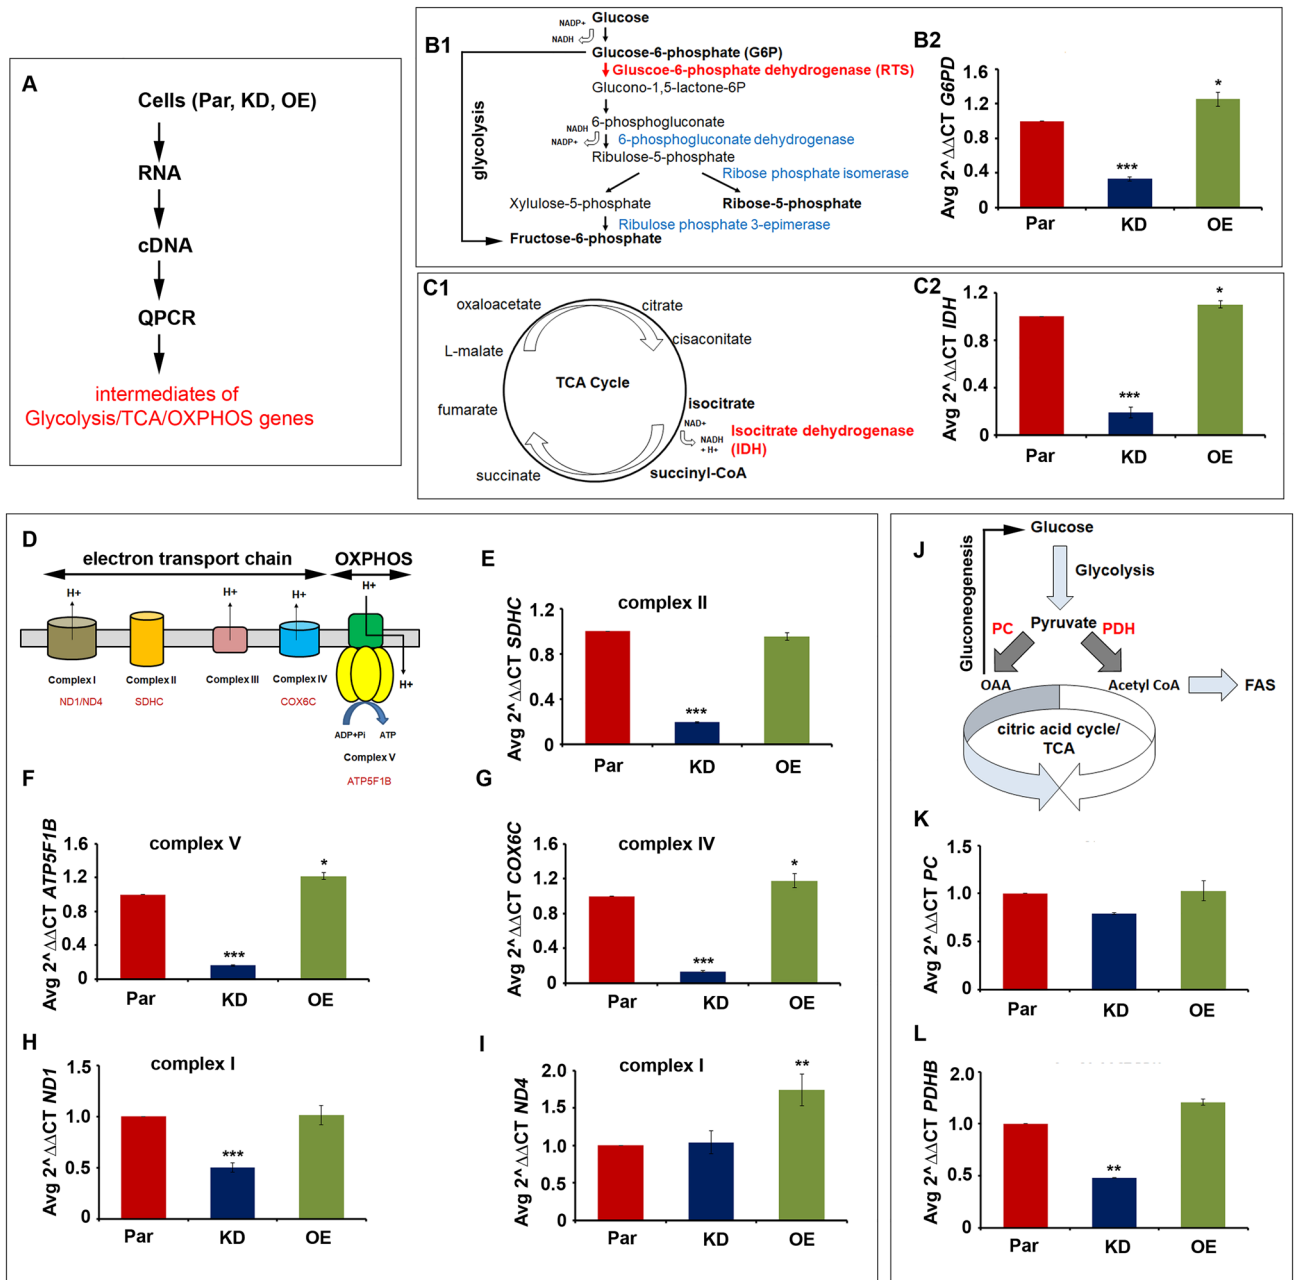 A
Cells (Par, KD, OE)
RNA
cDNA
QPCR
intermediates of
Glycolysis/TCA/OXPHOS genes
B1
NADP+
Glucose
NADH
Glucose-6-phosphate (G6P)
Gluscoe-6-phosphate dehydrogenase (RTS)
Glucono-1,5-lactone-6P
6-phosphogluconate
NADH
NADP+
6-phosphogluconate dehydrogenase
Ribulose-5-phosphate
Ribose phosphate isomerase
Xylulose-5-phosphate
Ribose-5-phosphate
Ribulose phosphate 3-epimerase
Fructose-6-phosphate
glycolysis
B2
Avg 2^ΔΔCT G6PD
1.6
1.2
0.8
0.4
0
***
*
Par
KD
OE
C1
oxaloacetate
citrate
cisaconitate
L-malate
TCA Cycle
fumarate
isocitrate
NAD+
NADH
+ H+
Isocitrate dehydrogenase
(IDH)
succinate
succinyl-CoA
C2
Avg 2^ΔΔCT IDH
1.2
0.8
0.4
0
***
*
Par
KD
OE
D
electron transport chain
OXPHOS
H+
H+
H+
H+
H+
Complex I
Complex II
Complex III
Complex IV
ND1/ND4
SDHC
COX6C
ADP+Pi
ATP
Complex V
ATP5F1B
E
complex II
Avg 2^ΔΔCT SDHC
1.2
0.8
0.4
0
***
Par
KD
OE
F
complex V
Avg 2^ΔΔCT ATP5F1B
1.6
1.2
0.8
0.4
0
***
*
Par
KD
OE
G
complex IV
Avg 2^ΔΔCT COX6C
1.6
1.2
0.8
0.4
0
***
*
Par
KD
OE
H
complex I
Avg 2^ΔΔCT ND1
1.5
1.0
0.5
0
***
Par
KD
OE
I
complex I
Avg 2^ΔΔCT ND4
2.0
1.5
1.0
0.5
0
**
Par
KD
OE
J
Glucose
Gluconeogenesis
Glycolysis
Pyruvate
PC
PDH
OAA
Acetyl CoA
FAS
citric acid cycle/
TCA
K
Avg 2^ΔΔCT PC
1.5
1
0.5
0
Par
KD
OE
L
Avg 2^ΔΔCT PDHB
2.0
1.0
0.5
0
**
Par
KD
OE